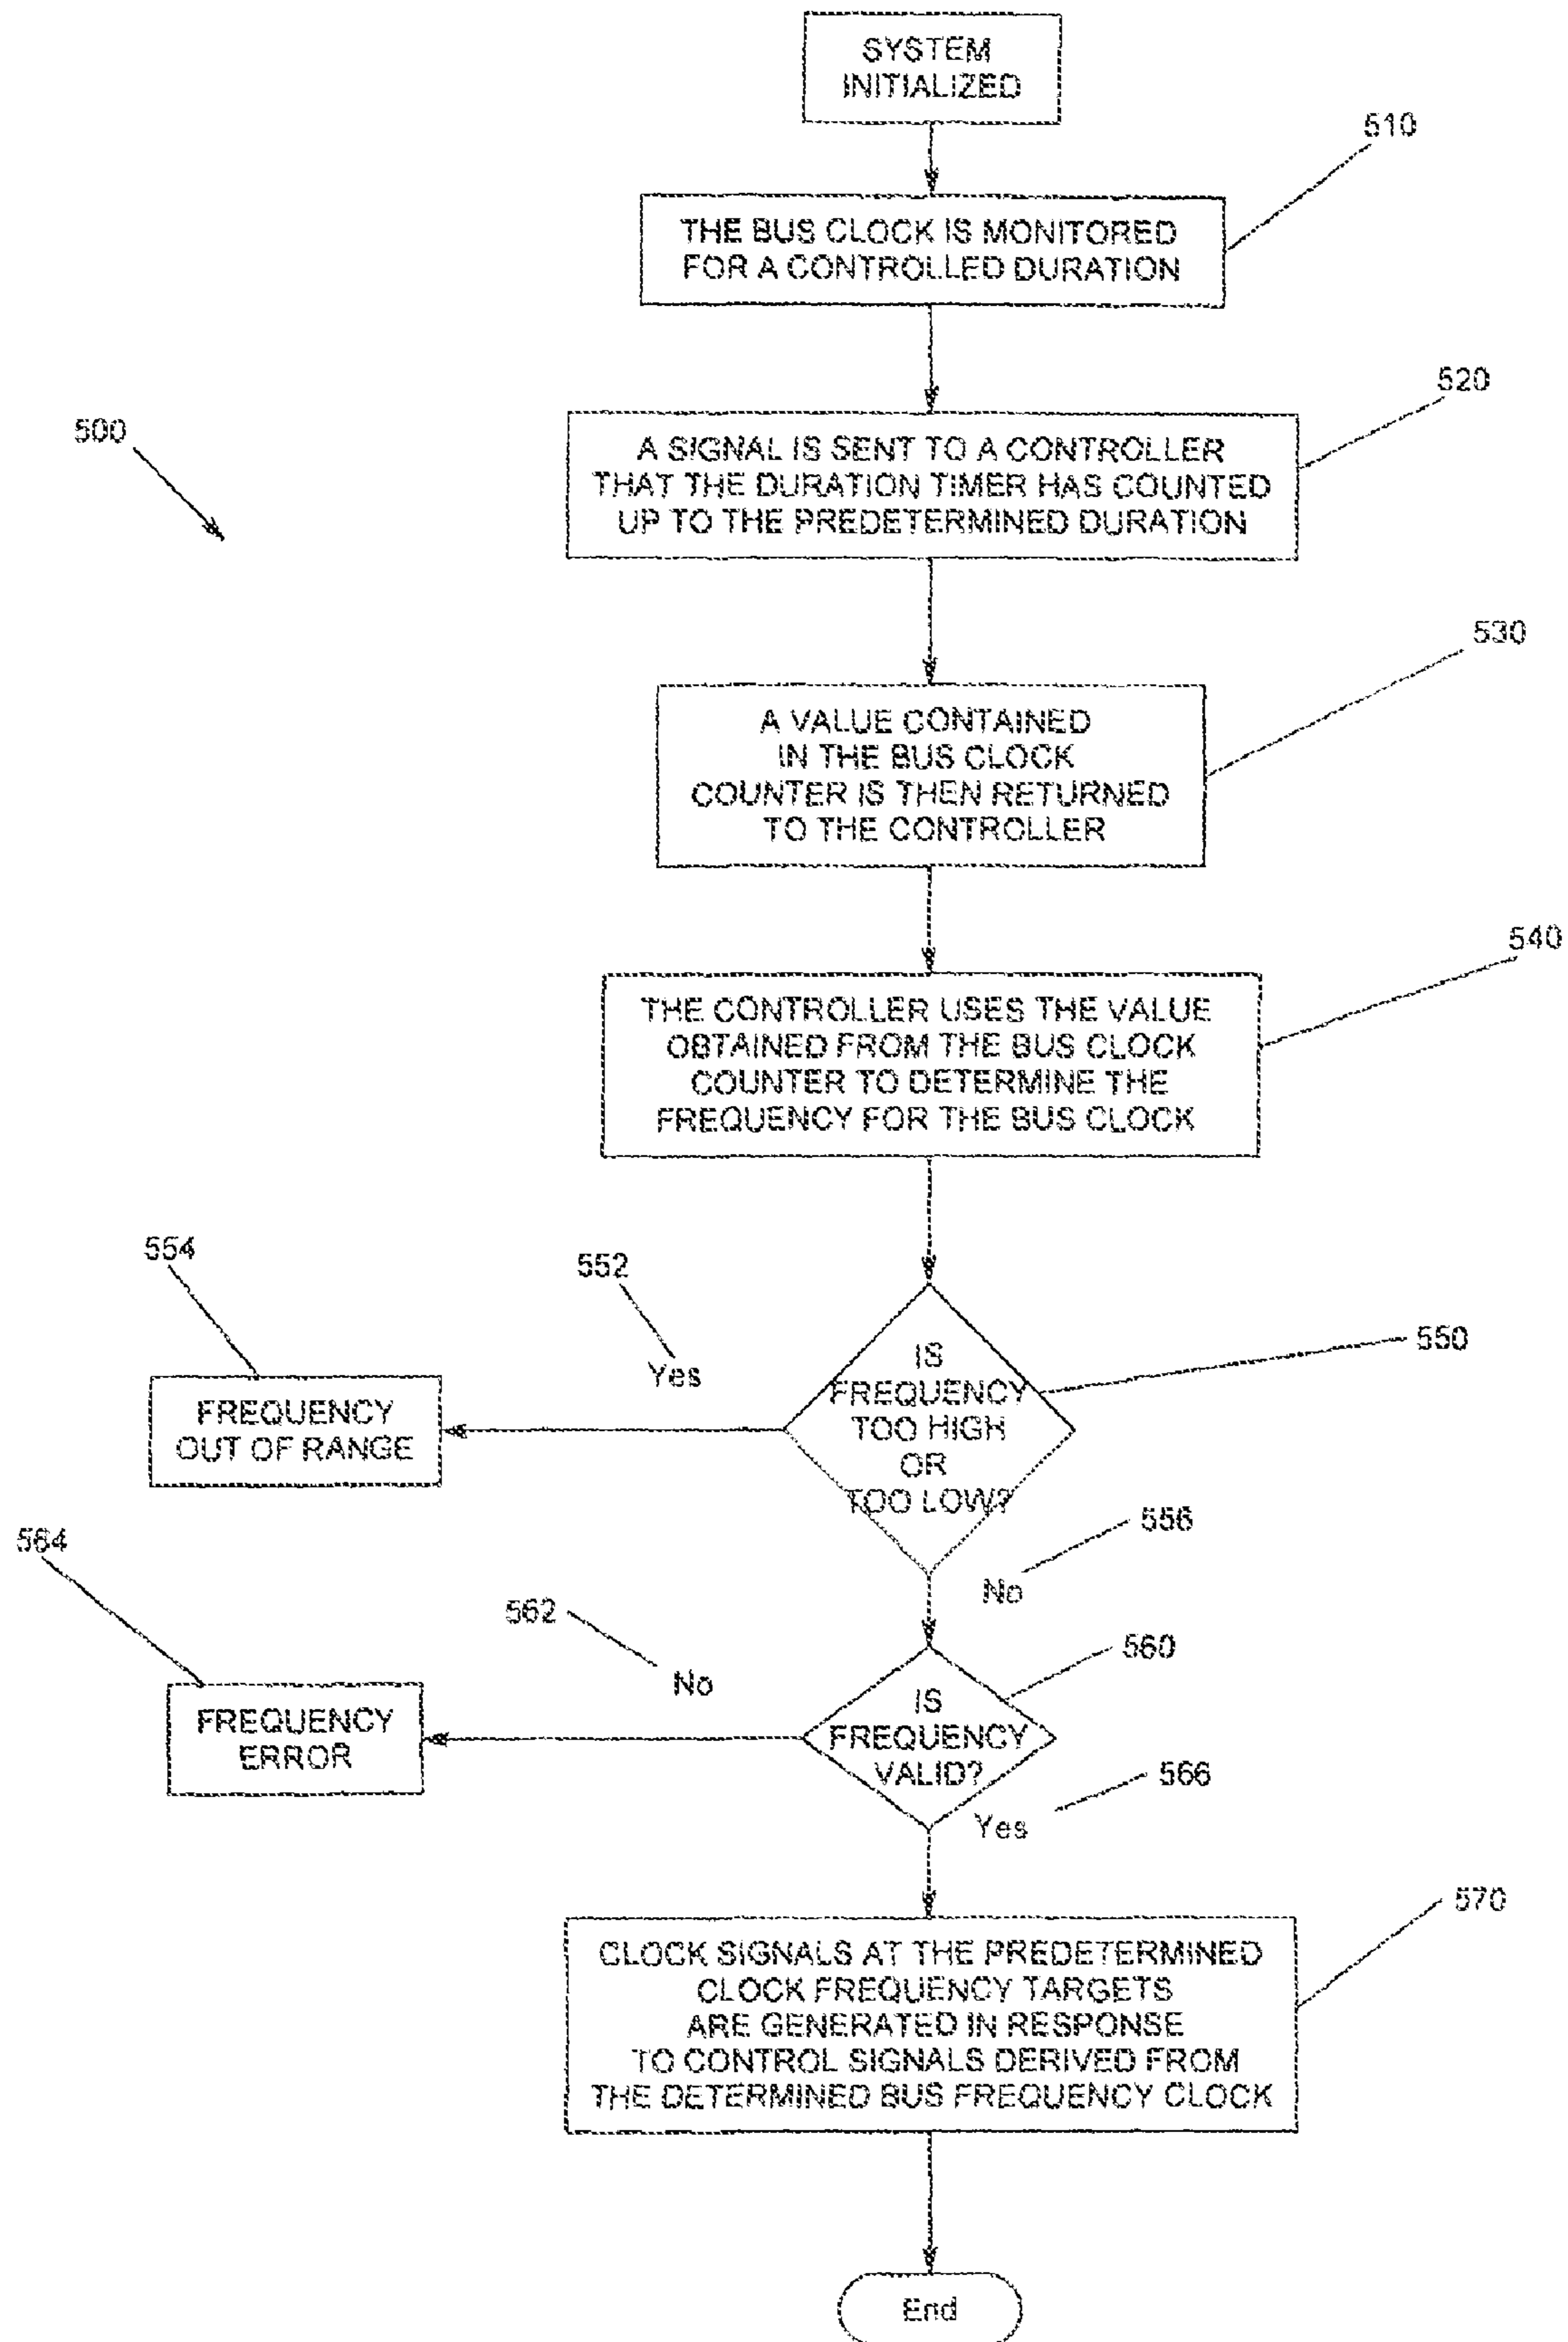 SYSTEM
INITIALIZED
510
THE BUS CLOCK IS MONITORED
FOR A CONTROLLED DURATION
520
500
A SIGNAL IS SENT TO A CONTROLLER
THAT THE DURATION TIMER HAS COUNTED
UP TO THE PREDETERMINED DURATION
530
A VALUE CONTAINED
IN THE BUS CLOCK
COUNTER IS THEN RETURNED
TO THE CONTROLLER
540
THE CONTROLLER USES THE VALUE
OBTAINED FROM THE BUS CLOCK
COUNTER TO DETERMINE THE
FREQUENCY FOR THE BUS CLOCK
554
552
Yes
550
IS
FREQUENCY
TOO HIGH
OR
TOO LOW?
FREQUENCY
OUT OF RANGE
556
No
564
562
No
560
IS
FREQUENCY
VALID?
FREQUENCY
ERROR
566
Yes
570
CLOCK SIGNALS AT THE PREDETERMINED
CLOCK FREQUENCY TARGETS
ARE GENERATED IN RESPONSE
TO CONTROL SIGNALS DERIVED FROM
THE DETERMINED BUS FREQUENCY CLOCK
End